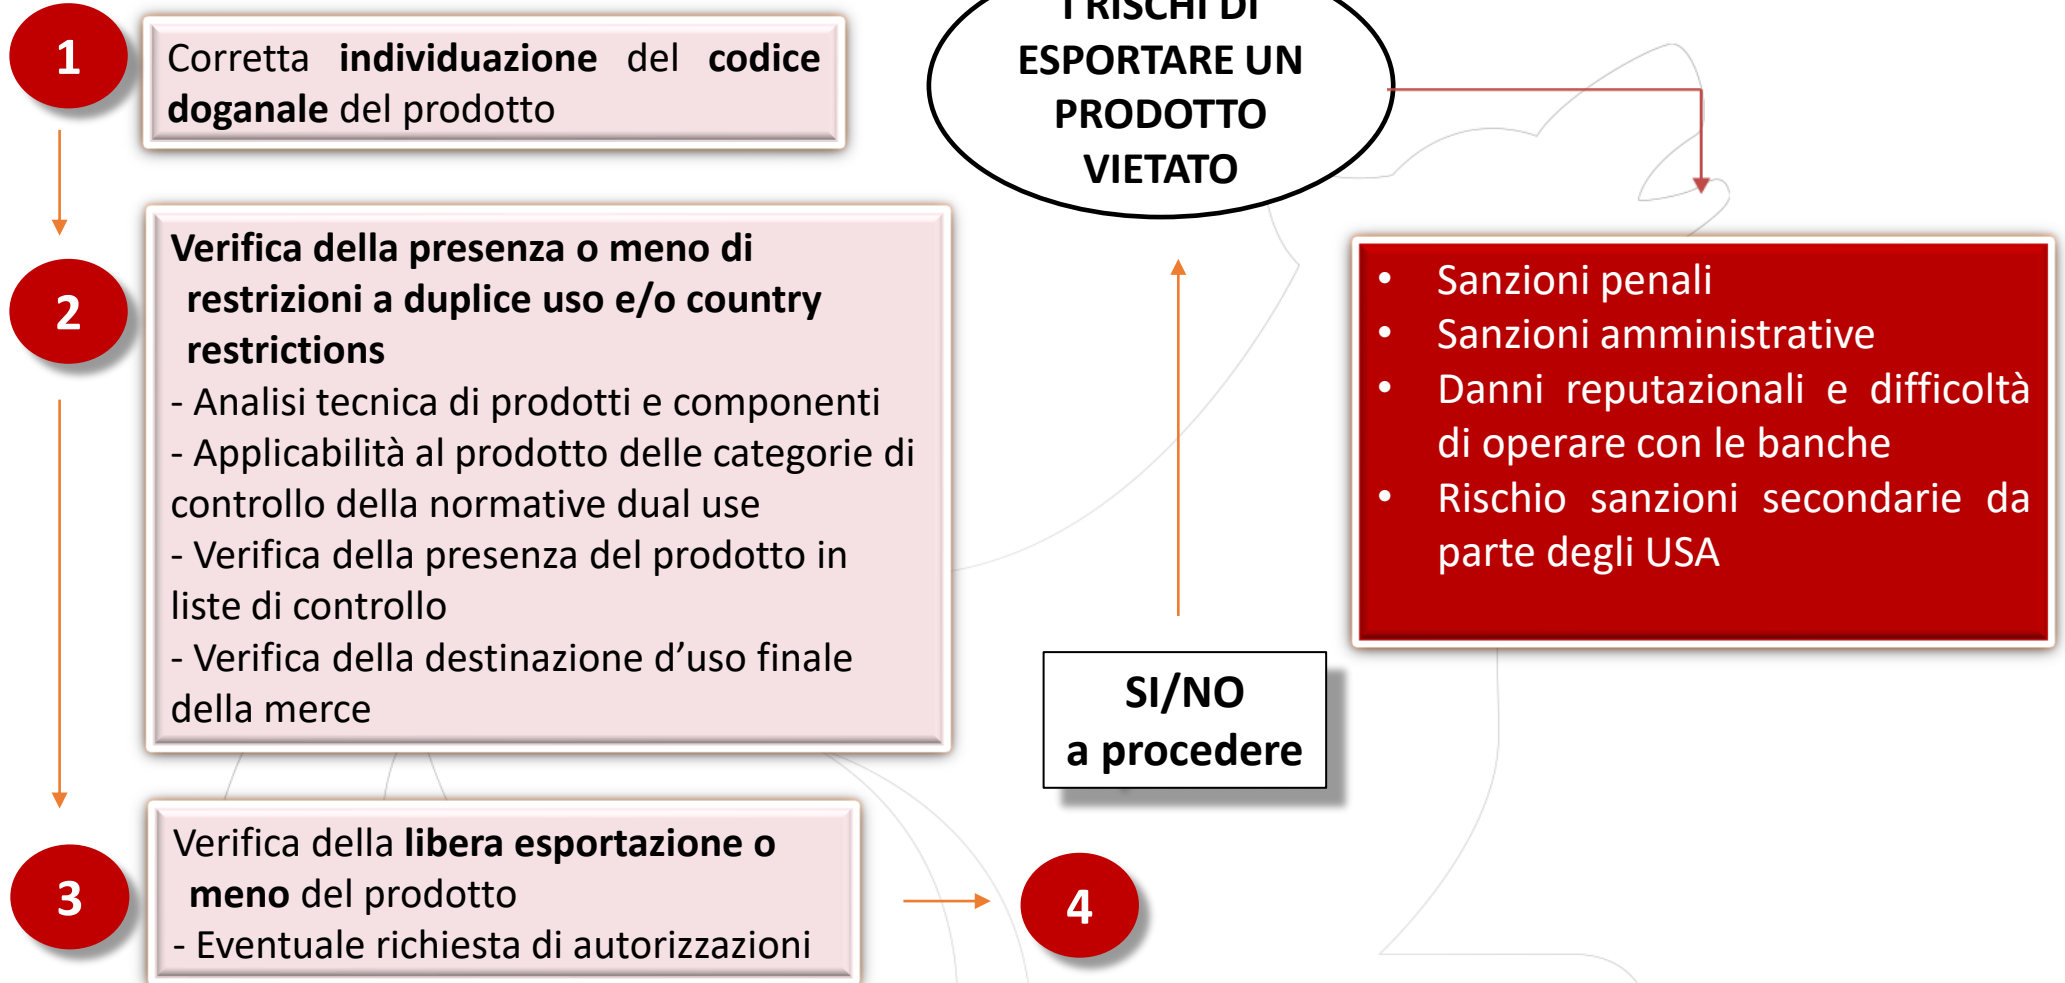 1
Corretta individuazione del codice
doganale del prodotto
2
Verifica della presenza o meno di
restrizioni a duplice uso e/o country
restrictions
- Analisi tecnica di prodotti e componenti
- Applicabilità al prodotto delle categorie di
controllo della normative dual use
- Verifica della presenza del prodotto in
liste di controllo
- Verifica della destinazione d’uso finale
della merce
3
Verifica della libera esportazione o
meno del prodotto
- Eventuale richiesta di autorizzazioni
4
SI/NO
a procedere
I RISCHI DI
ESPORTARE UN
PRODOTTO
VIETATO
• Sanzioni penali
• Sanzioni amministrative
• Danni reputazionali e difficoltà
di operare con le banche
• Rischio sanzioni secondarie da
parte degli USA